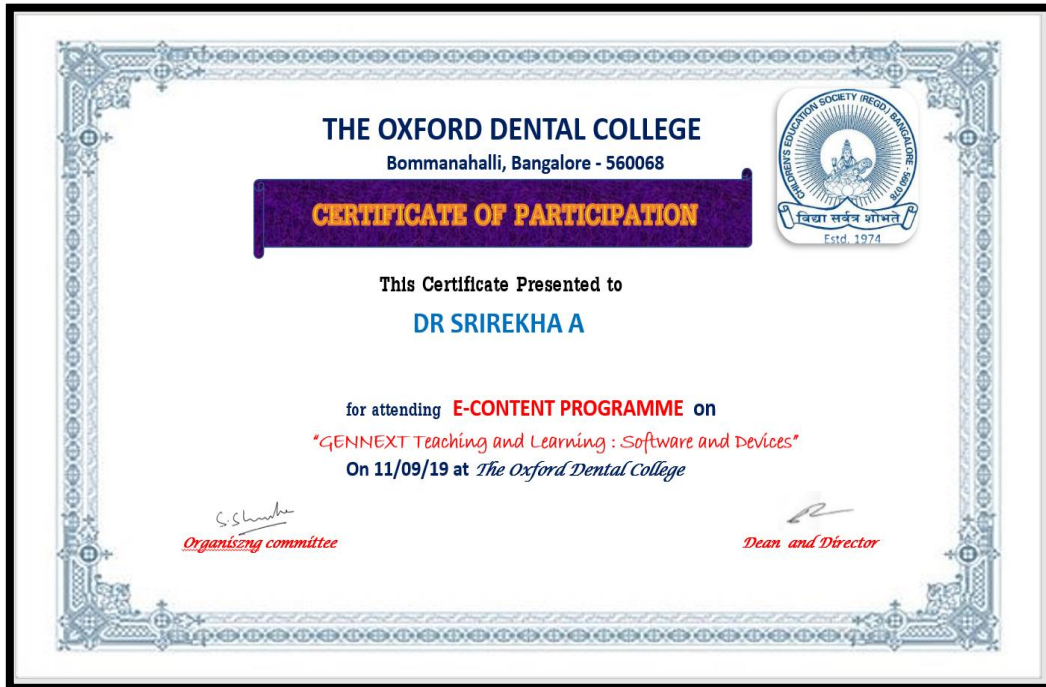 THE OXFORD DENTAL COLLEGE
Bommanahalli, Bangalore - 560068
CHILDREN'S EDUCATION SOCIETY (REGD.) BANGALORE - 560 078
विद्या सर्वत्र शोभते
Estd. 1974
CERTIFICATE OF PARTICIPATION
This Certificate Presented to
DR SRIREKHA A
for attending E-CONTENT PROGRAMME on
"GENNEXT Teaching and Learning : Software and Devices"
On 11/09/19 at The Oxford Dental College
Organiszng committee
Dean and Director